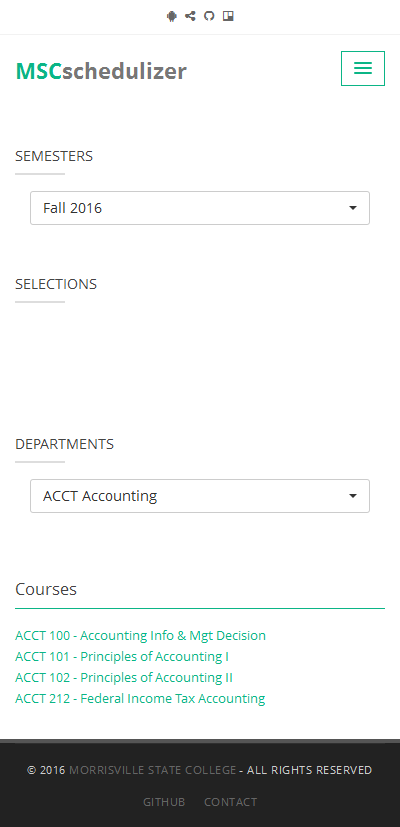 MSCschedulizer
SEMESTERS
Fall 2016
SELECTIONS
DEPARTMENTS
ACCT Accounting
Courses
ACCT 100 - Accounting Info & Mgt Decision
ACCT 101 - Principles of Accounting I
ACCT 102 - Principles of Accounting II
ACCT 212 - Federal Income Tax Accounting
© 2016 MORRISVILLE STATE COLLEGE - ALL RIGHTS RESERVED
GITHUB CONTACT